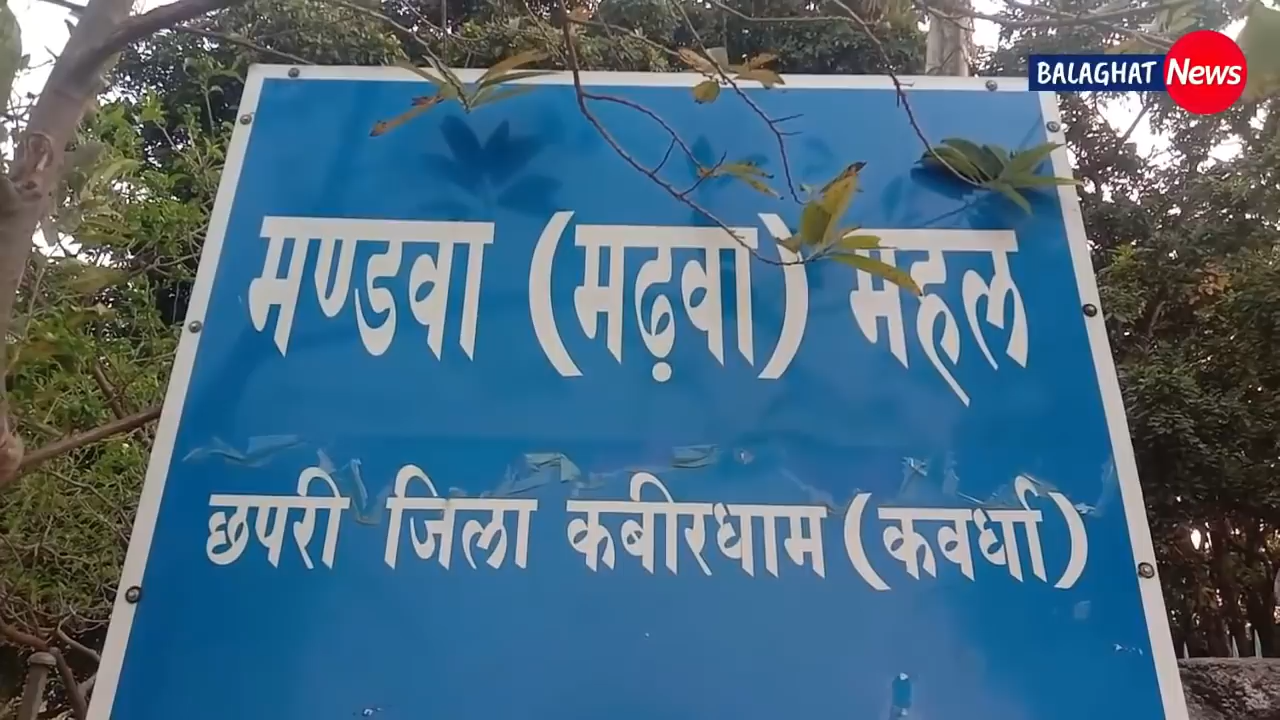 BALAGHAT News
मण्डवा (मढ़वा) महल
छपरी जिला कबीरधाम (कवर्धा)